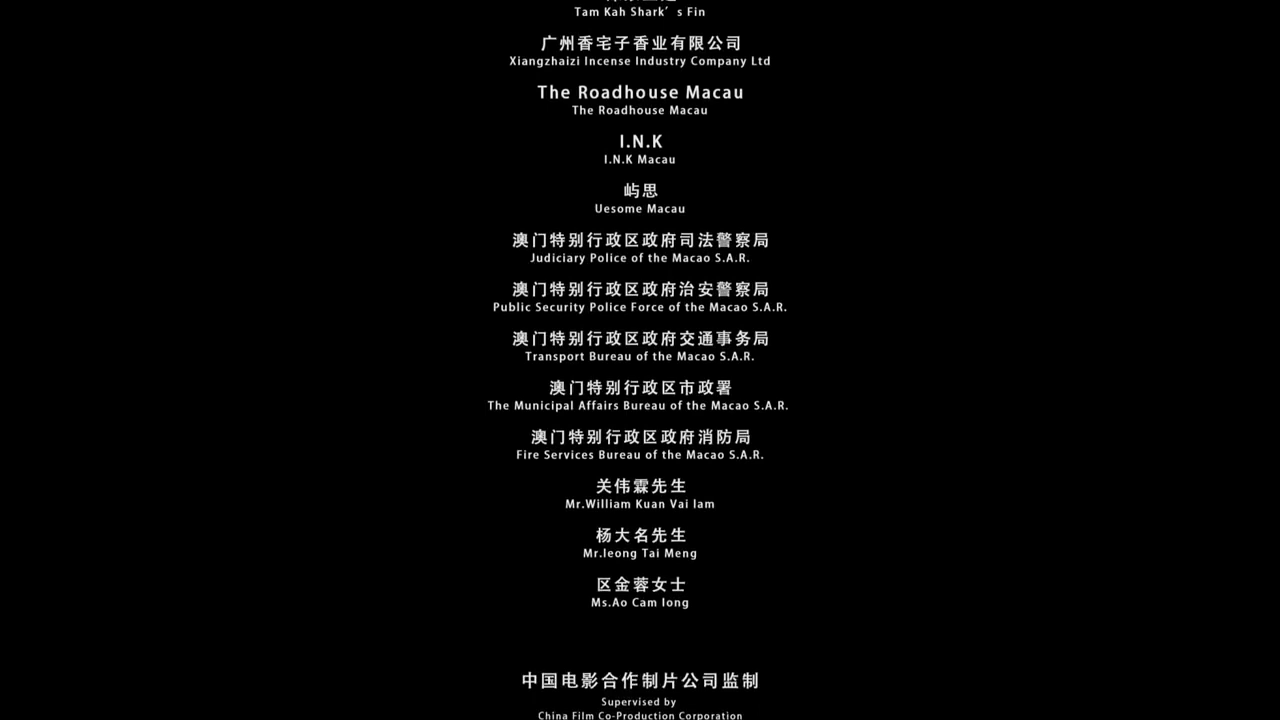 Tam Kah Shark's Fin
广州香宅子香业有限公司
Xiangzhaizi Incense Industry Company Ltd
The Roadhouse Macau
The Roadhouse Macau
I.N.K
I.N.K Macau
屿思
Uesome Macau
澳门特别行政区政府司法警察局
Judiciary Police of the Macao S.A.R.
澳门特别行政区政府治安警察局
Public Security Police Force of the Macao S.A.R.
澳门特别行政区政府交通事务局
Transport Bureau of the Macao S.A.R.
澳门特别行政区市政署
The Municipal Affairs Bureau of the Macao S.A.R.
澳门特别行政区政府消防局
Fire Services Bureau of the Macao S.A.R.
关伟霖先生
Mr.William Kuan Vai lam
杨大名先生
Mr.Ieong Tai Meng
区金蓉女士
Ms.Ao Cam Iong
中国电影合作制片公司监制
Supervised by
China Film Co-Production Corporation